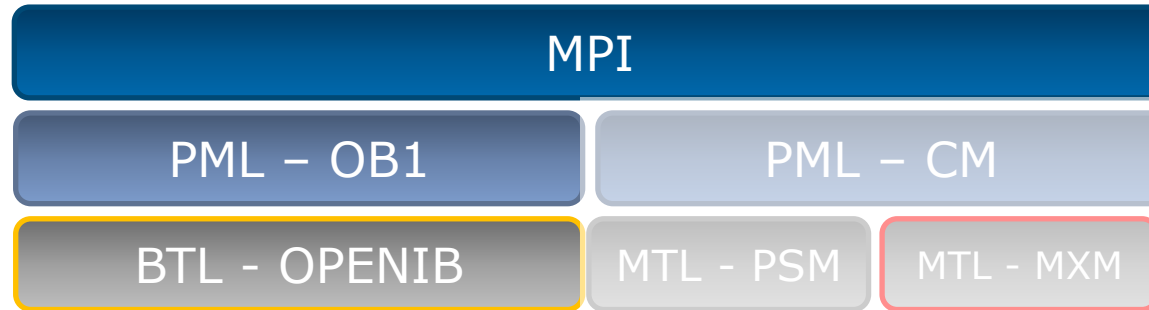 MPI
PML – OB1 PML – CM
BTL - OPENIB MTL - PSM MTL - MXM